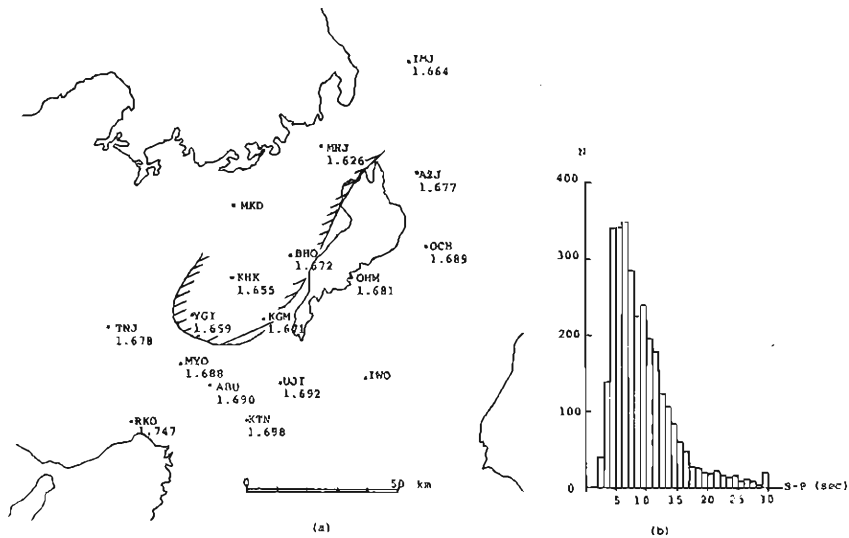 IMJ
1.664
MHJ
1.626
AZJ
1.677
MKD
OCH
1.689
BHO
1.672
KHK
1.655
OHM
1.681
YGI
1.659
KGM
1.671
TNJ
1.678
MYO
1.688
ABU
1.690
UJI
1.692
IWO
KTN
1.698
RKO
1.747
0 50 km
(a)
N
400
300
200
100
0
5 10 15 20 25 30 S-P (sec)
(b)